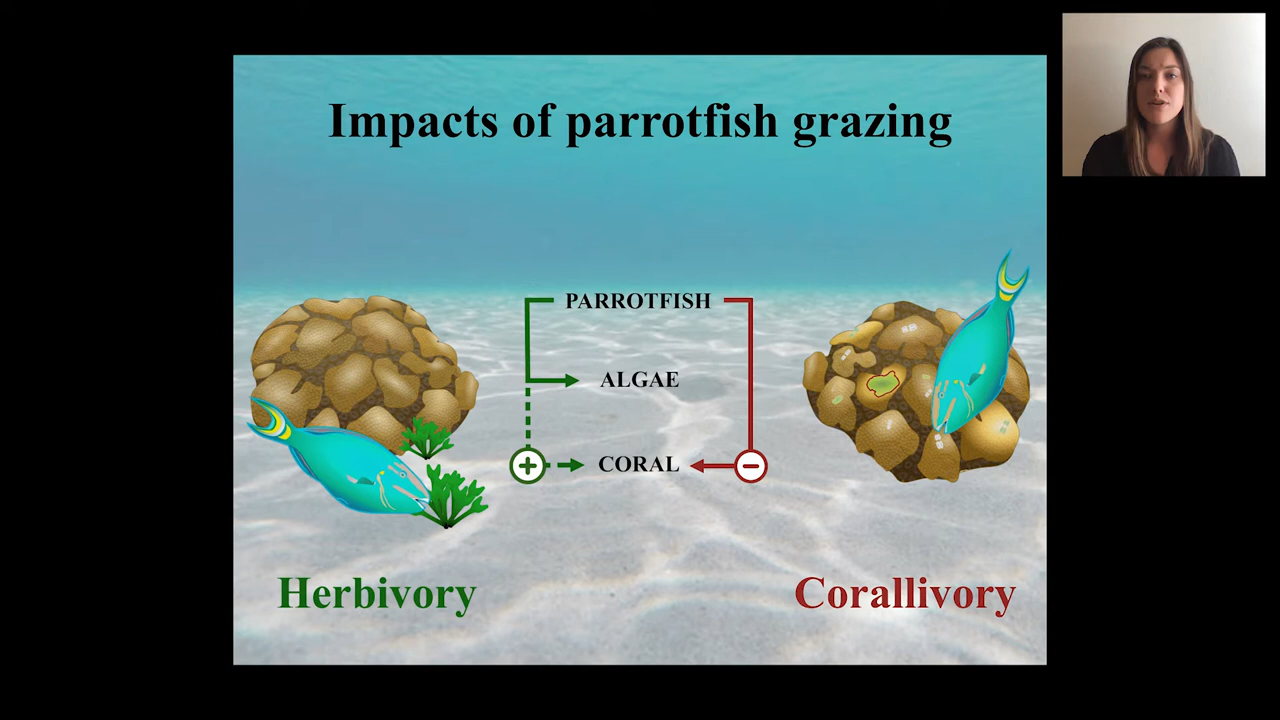 Impacts of parrotfish grazing
PARROTFISH
ALGAE
CORAL
Herbivory
Corallivory